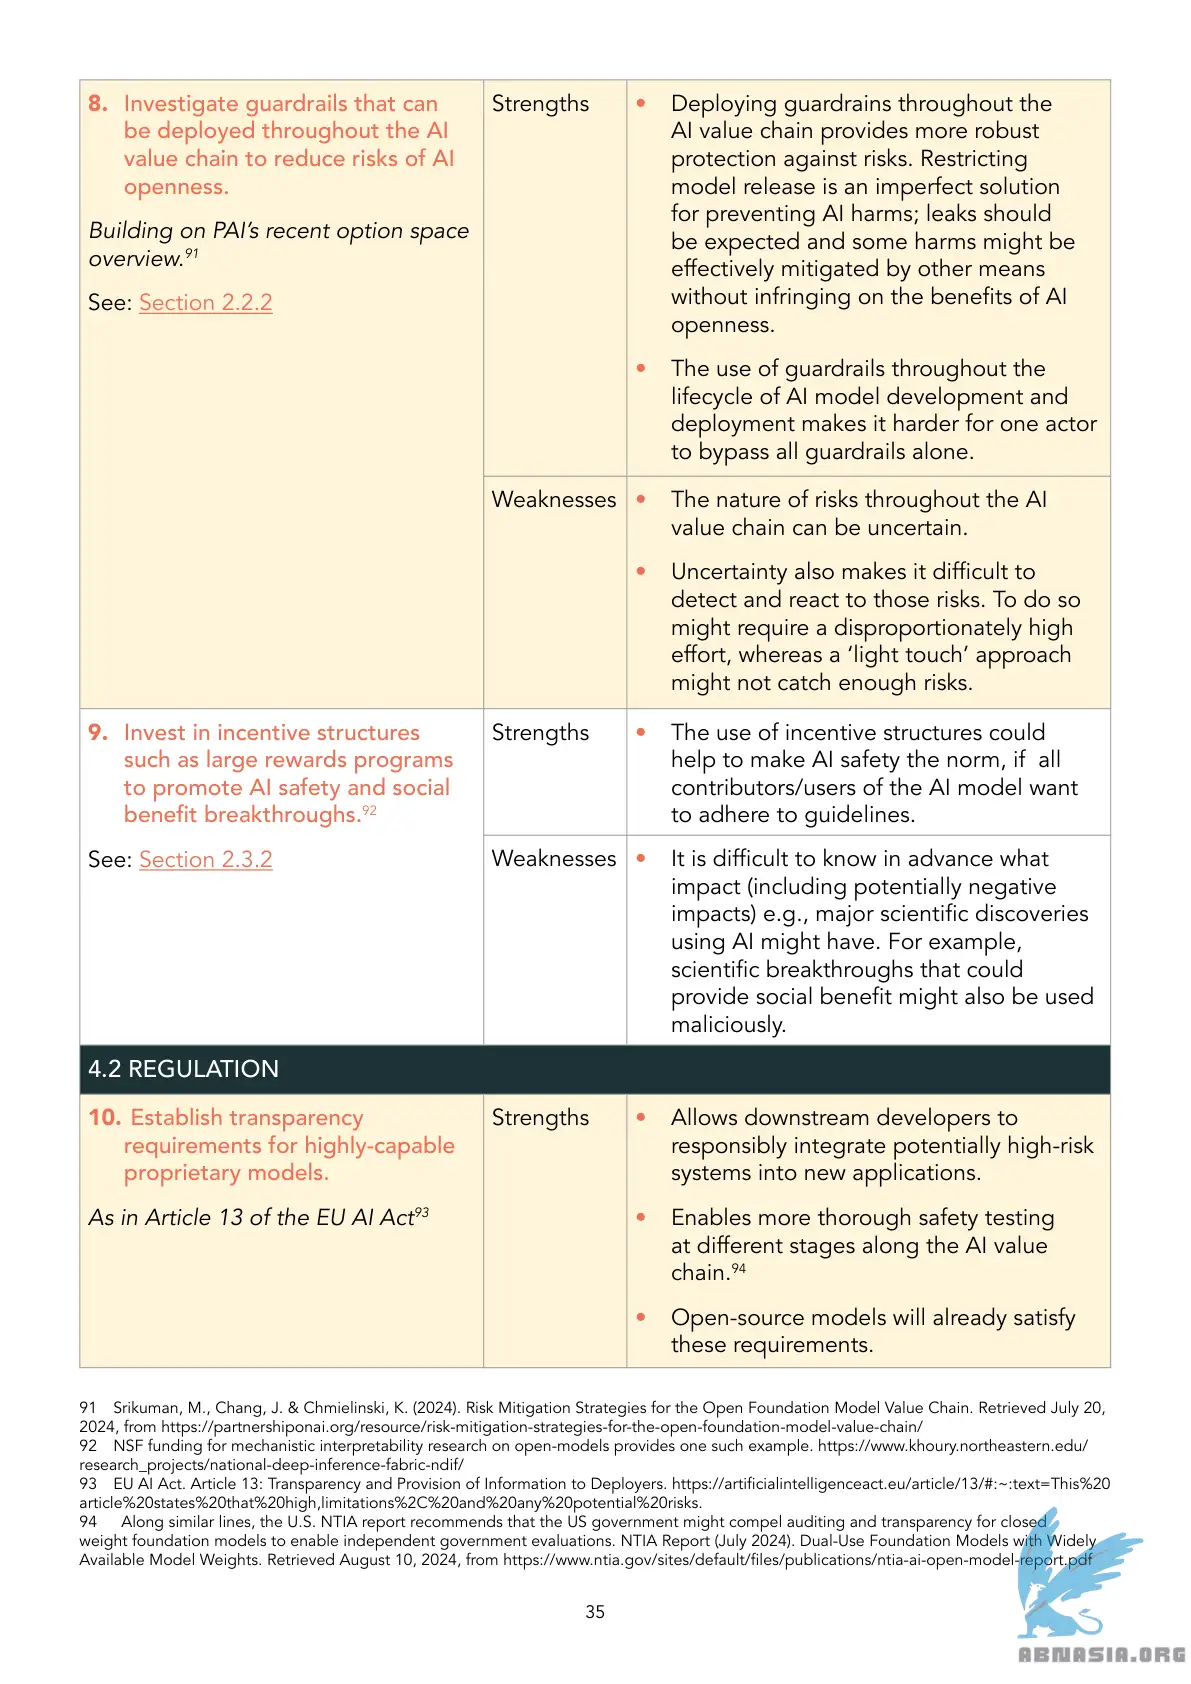 8. Investigate guardrails that can
be deployed throughout the AI
value chain to reduce risks of AI
openness.
Building on PAI’s recent option space
overview.91
See: Section 2.2.2
Strengths
• Deploying guardrains throughout the
AI value chain provides more robust
protection against risks. Restricting
model release is an imperfect solution
for preventing AI harms; leaks should
be expected and some harms might be
effectively mitigated by other means
without infringing on the benefits of AI
openness.
• The use of guardrails throughout the
lifecycle of AI model development and
deployment makes it harder for one actor
to bypass all guardrails alone.
Weaknesses
• The nature of risks throughout the AI
value chain can be uncertain.
• Uncertainty also makes it difficult to
detect and react to those risks. To do so
might require a disproportionately high
effort, whereas a ‘light touch’ approach
might not catch enough risks.
9. Invest in incentive structures
such as large rewards programs
to promote AI safety and social
benefit breakthroughs.92
See: Section 2.3.2
Strengths
• The use of incentive structures could
help to make AI safety the norm, if all
contributors/users of the AI model want
to adhere to guidelines.
Weaknesses
• It is difficult to know in advance what
impact (including potentially negative
impacts) e.g., major scientific discoveries
using AI might have. For example,
scientific breakthroughs that could
provide social benefit might also be used
maliciously.
4.2 REGULATION
10. Establish transparency
requirements for highly-capable
proprietary models.
As in Article 13 of the EU AI Act93
Strengths
• Allows downstream developers to
responsibly integrate potentially high-risk
systems into new applications.
• Enables more thorough safety testing
at different stages along the AI value
chain.94
• Open-source models will already satisfy
these requirements.
91 Srikuman, M., Chang, J. & Chmielinski, K. (2024). Risk Mitigation Strategies for the Open Foundation Model Value Chain. Retrieved July 20,
2024, from https://partnershiponai.org/resource/risk-mitigation-strategies-for-the-open-foundation-model-value-chain/
92 NSF funding for mechanistic interpretability research on open-models provides one such example. https://www.khoury.northeastern.edu/
research_projects/national-deep-inference-fabric-ndif/
93 EU AI Act. Article 13: Transparency and Provision of Information to Deployers. https://artificialintelligenceact.eu/article/13/#:~:text=This%20
article%20states%20that%20high,limitations%2C%20and%20any%20potential%20risks.
94 Along similar lines, the U.S. NTIA report recommends that the US government might compel auditing and transparency for closed
weight foundation models to enable independent government evaluations. NTIA Report (July 2024). Dual-Use Foundation Models with Widely
Available Model Weights. Retrieved August 10, 2024, from https://www.ntia.gov/sites/default/files/publications/ntia-ai-open-model-report.pdf
35
ABNASIA.ORG